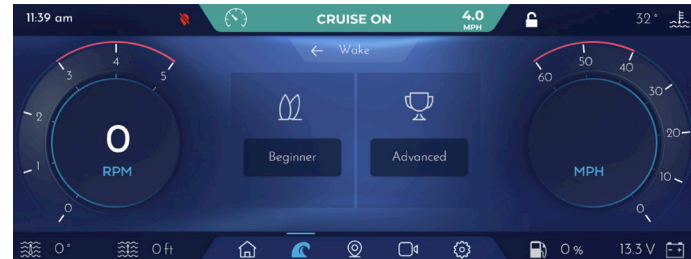 11:39 am
CRUISE ON
4.0
MPH
32°
← Wake
4
3
5
2
1
0
0
RPM
Beginner
Advanced
50
40
60
30
20
10
0
MPH
0°
0 ft
0 %
13.3 V